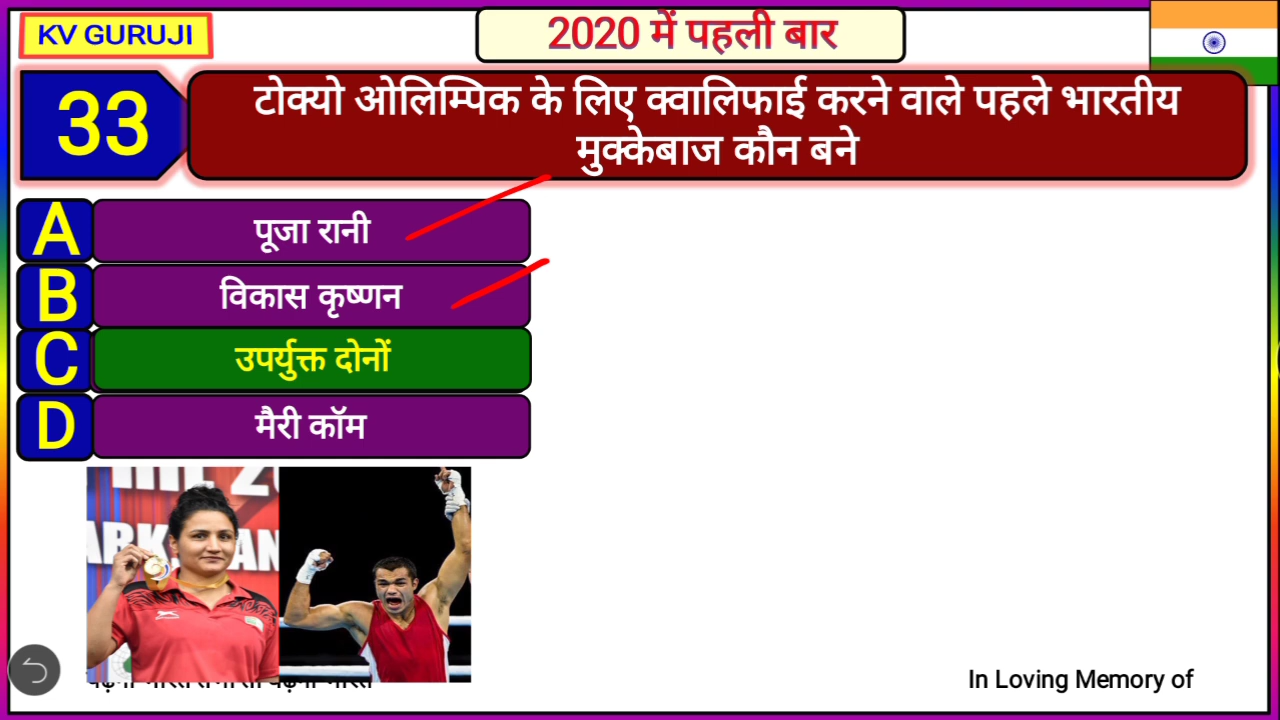 KV GURUJI
2020 में पहली बार
33
टोक्यो ओलिम्पिक के लिए क्वालिफाई करने वाले पहले भारतीय
मुक्केबाज कौन बने
A
पूजा रानी
B
विकास कृष्णन
C
उपर्युक्त दोनों
D
मैरी कॉम
In Loving Memory of